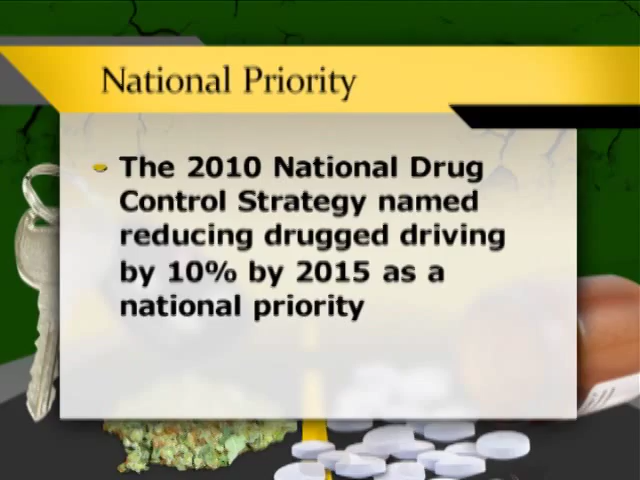 National Priority
The 2010 National Drug
Control Strategy named
reducing drugged driving
by 10% by 2015 as a
national priority